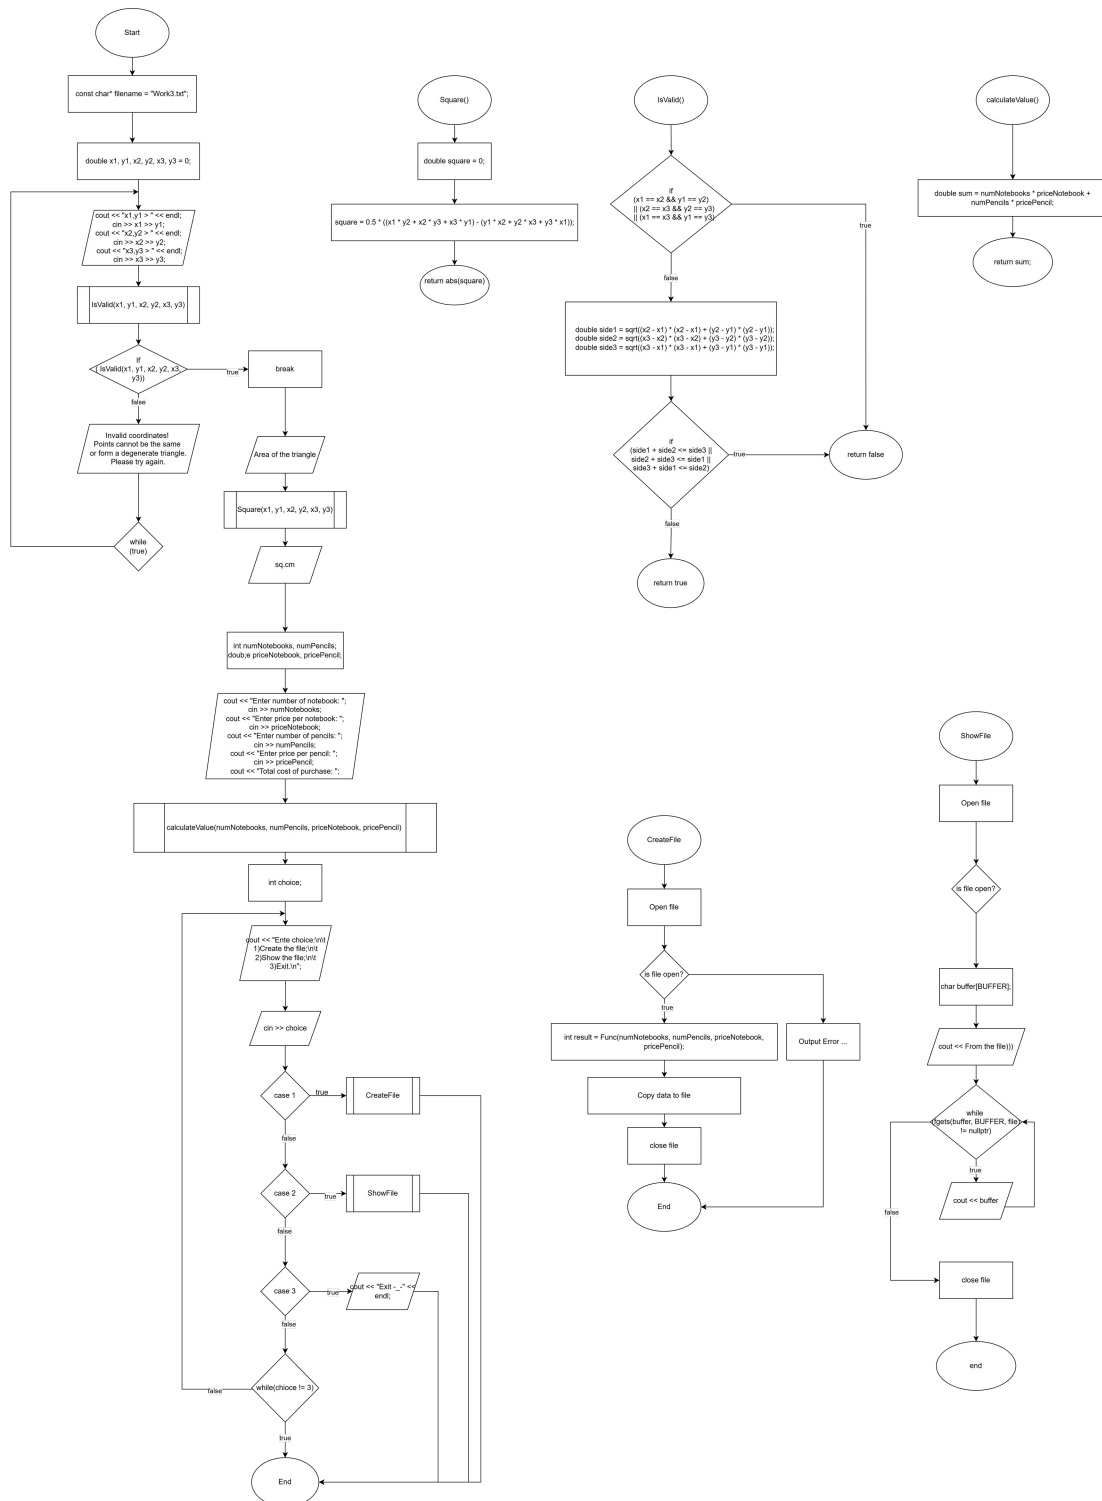 Start
const char* filename = "Work3.txt";
double x1, y1, x2, y2, x3, y3 = 0;
cout << "x1,y1 > " << endl;
cin >> x1 >> y1;
cout << "x2,y2 > " << endl;
cin >> x2 >> y2;
cout << "x3,y3 > " << endl;
cin >> x3 >> y3;
IsValid(x1, y1, x2, y2, x3, y3)
If
( IsValid(x1, y1, x2, y2, x3,
y3))
true
break
false
Invalid coordinates!
Points cannot be the same
or form a degenerate triangle.
Please try again.
while
(true)
Area of the triangle
Square(x1, y1, x2, y2, x3, y3)
sq.cm
int numNotebooks, numPencils;
doub;e priceNotebook, pricePencil;
cout << "Enter number of notebook: ";
cin >> numNotebooks;
cout << "Enter price per notebook: ";
cin >> priceNotebook;
cout << "Enter number of pencils: ";
cin >> numPencils;
cout << "Enter price per pencil: ";
cin >> pricePencil;
cout << "Total cost of purchase: ";
calculateValue(numNotebooks, numPencils, priceNotebook, pricePencil)
int choice;
cout << "Ente choice:\n\t
1)Create the file;\n\t
2)Show the file;\n\t
3)Exit.\n";
cin >> choice
case 1
true
CreateFile
false
case 2
true
ShowFile
false
case 3
true
cout << "Exit -_-" <<
endl;
false
while(chioce != 3)
false
true
End
Square()
double square = 0;
square = 0.5 * ((x1 * y2 + x2 * y3 + x3 * y1) - (y1 * x2 + y2 * x3 + y3 * x1));
return abs(square)
IsValid()
if
(x1 == x2 && y1 == y2)
|| (x2 == x3 && y2 == y3)
|| (x1 == x3 && y1 == y3)
true
false
double side1 = sqrt((x2 - x1) * (x2 - x1) + (y2 - y1) * (y2 - y1));
double side2 = sqrt((x3 - x2) * (x3 - x2) + (y3 - y2) * (y3 - y2));
double side3 = sqrt((x3 - x1) * (x3 - x1) + (y3 - y1) * (y3 - y1));
if
(side1 + side2 <= side3 ||
side2 + side3 <= side1 ||
side3 + side1 <= side2)
true
return false
false
return true
calculateValue()
double sum = numNotebooks * priceNotebook +
numPencils * pricePencil;
return sum;
CreateFile
Open file
is file open?
true
int result = Func(numNotebooks, numPencils, priceNotebook,
pricePencil);
Output Error ...
Copy data to file
close file
End
ShowFile
Open file
is file open?
char buffer[BUFFER];
cout << From the file)))
while
(fgets(buffer, BUFFER, file)
!= nullptr)
true
cout << buffer
false
close file
end